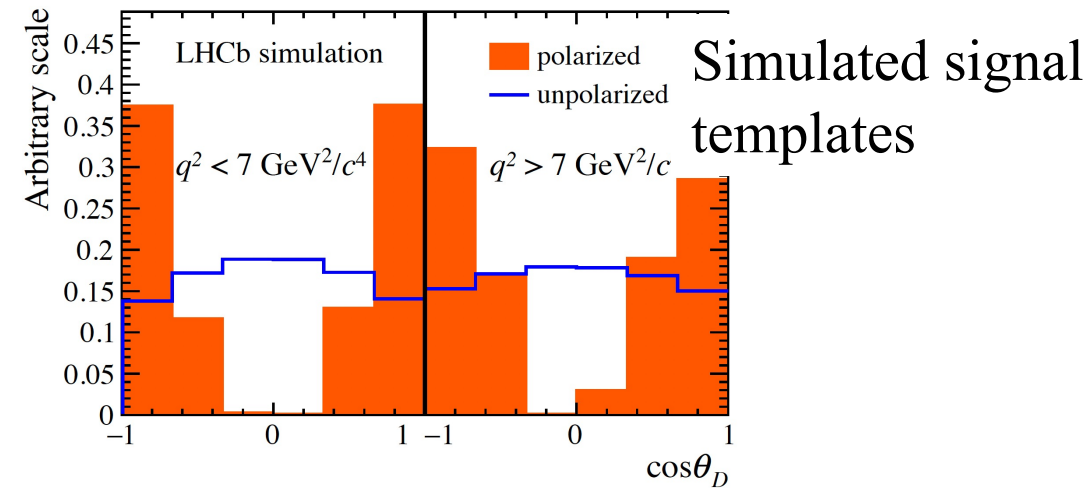 Simulated signal
templates
LHCb simulation
polarized
unpolarized
q² < 7 GeV²/c⁴
q² > 7 GeV²/c
Arbitrary scale
0.45
0.4
0.35
0.3
0.25
0.2
0.15
0.1
0.05
0
−1 0 1 −1 0 1
cosθ_D